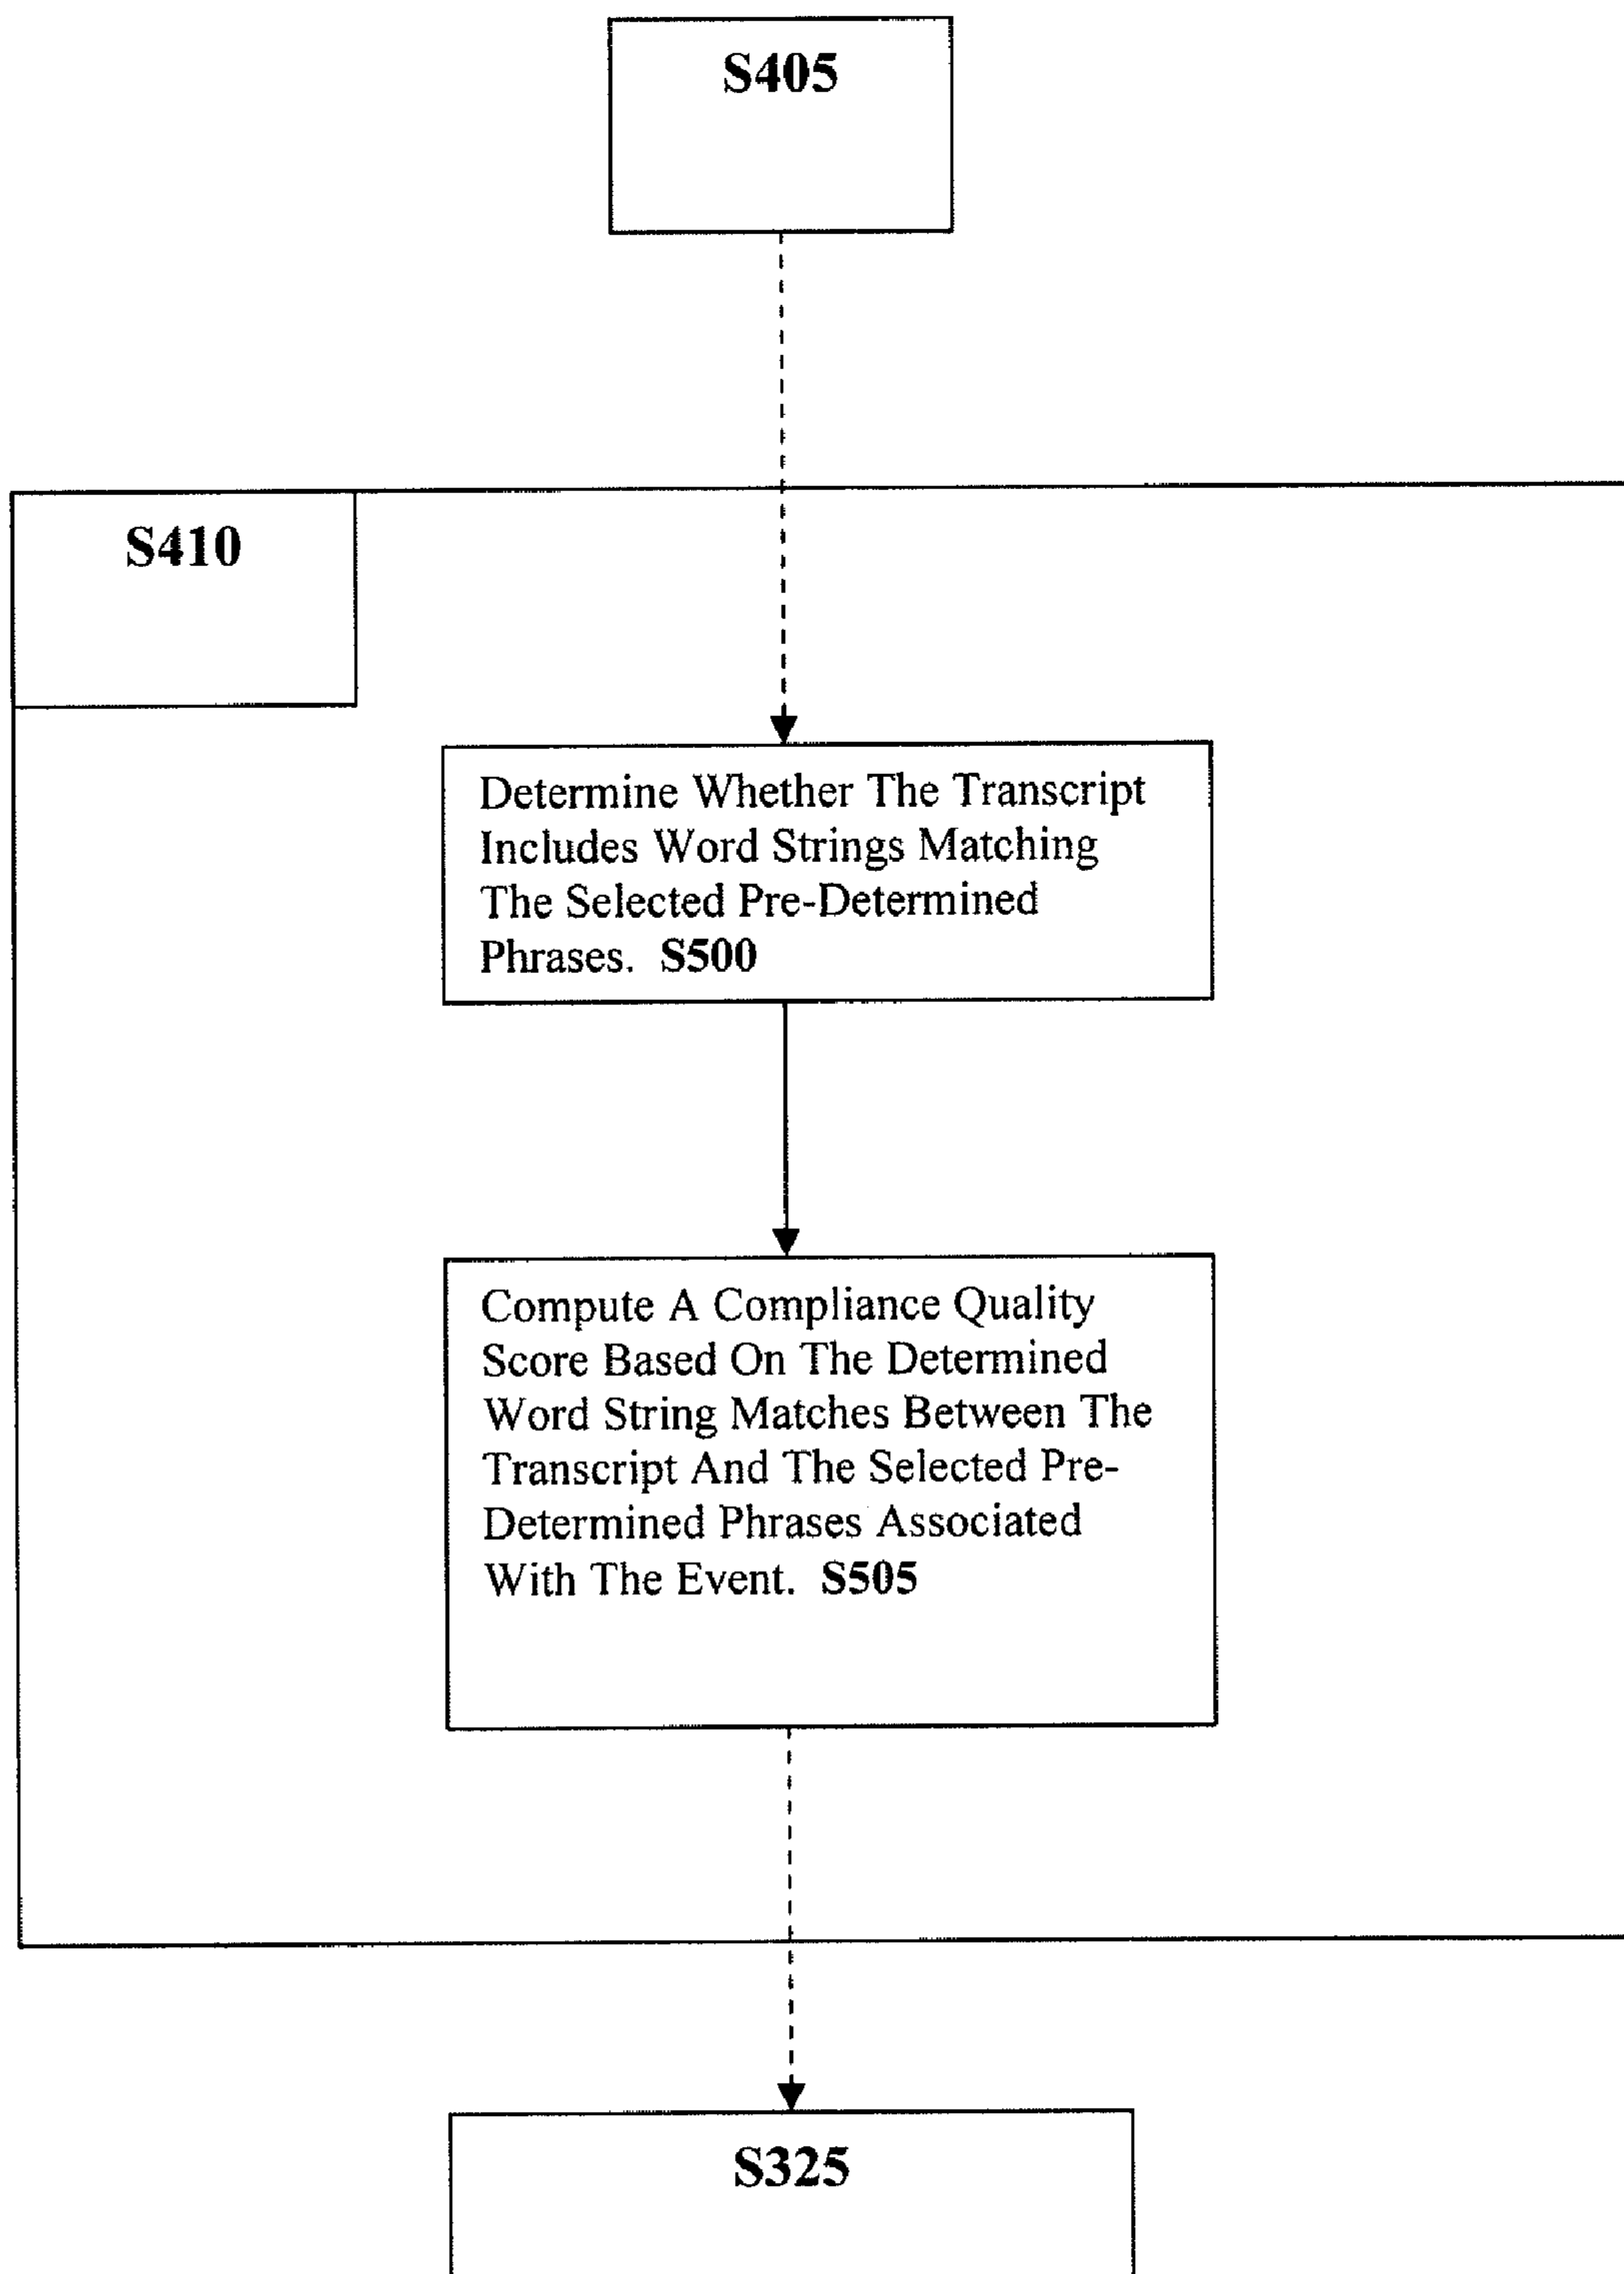 S405
S410
Determine Whether The Transcript
Includes Word Strings Matching
The Selected Pre-Determined
Phrases. S500
Compute A Compliance Quality
Score Based On The Determined
Word String Matches Between The
Transcript And The Selected Pre-
Determined Phrases Associated
With The Event. S505
S325